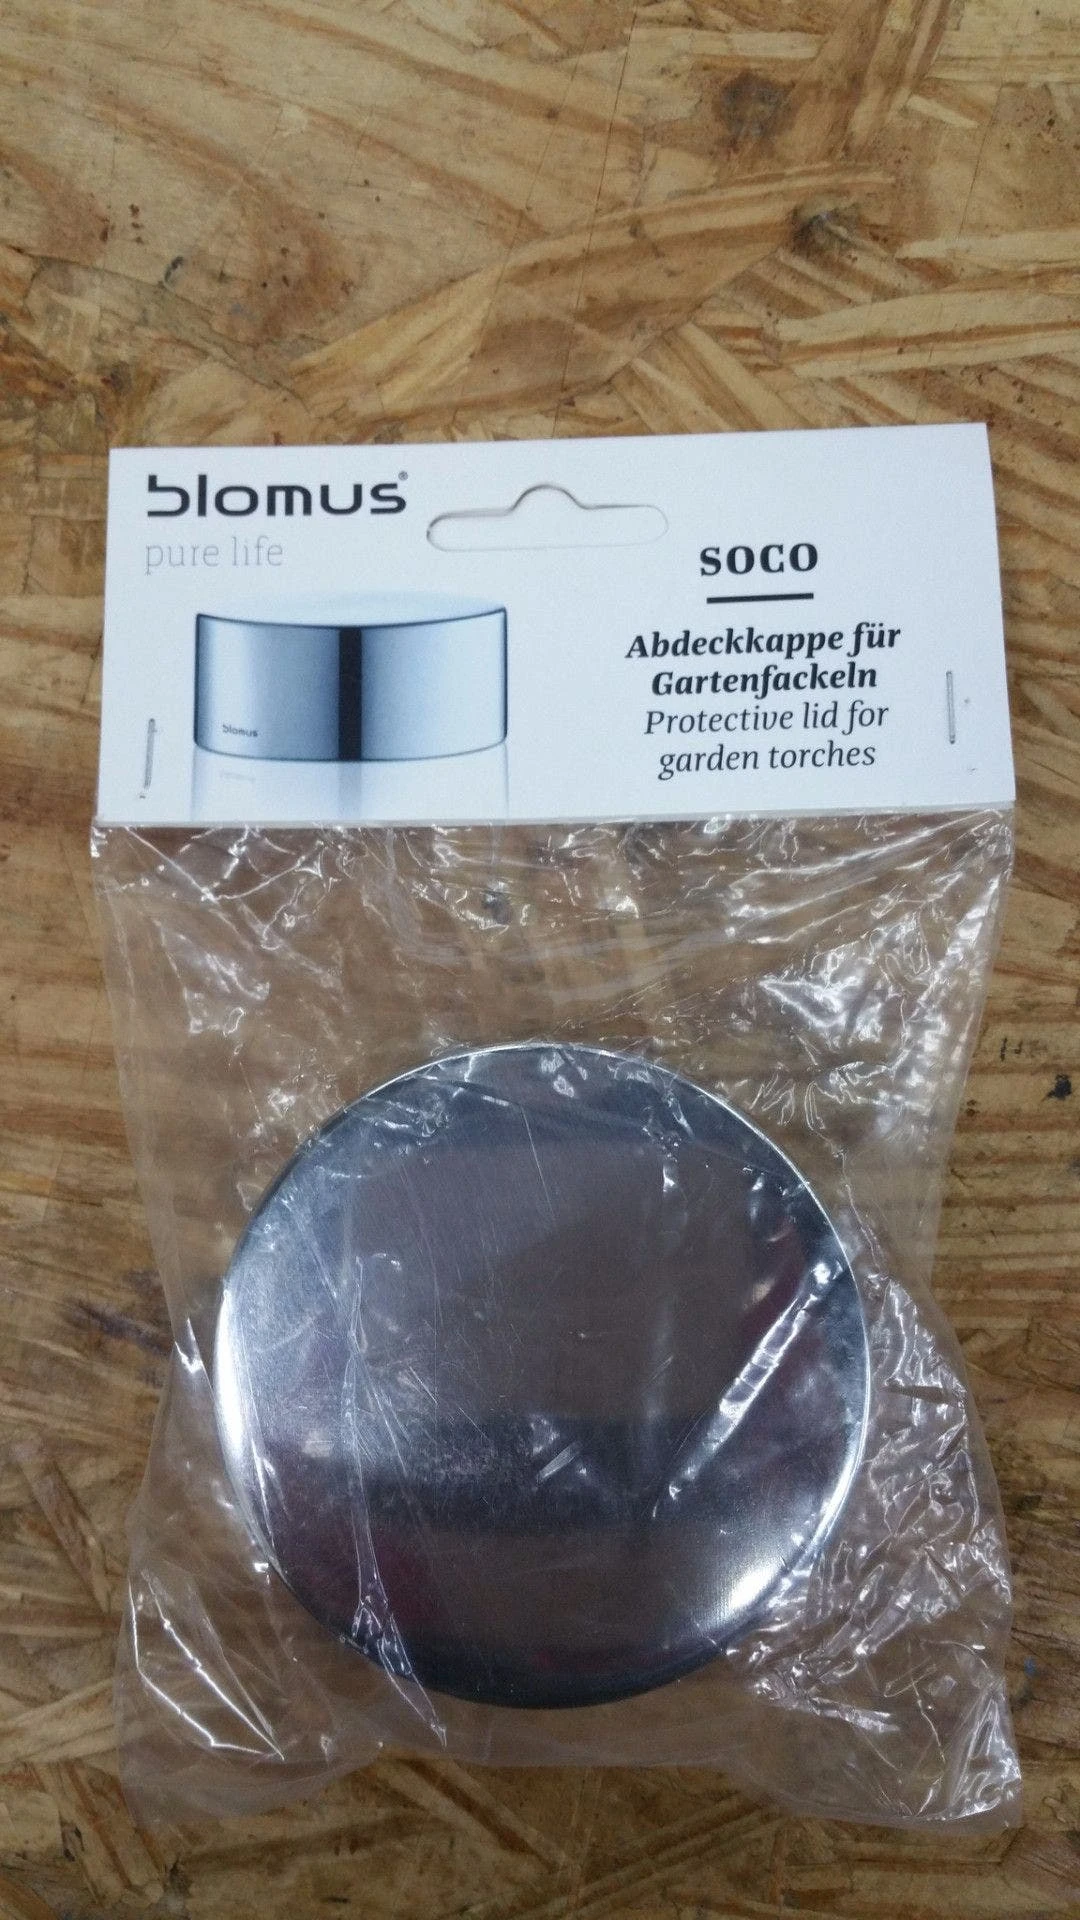 blomus®
pure life
soco
Abdeckkappe für
Gartenfackeln
Protective lid for
garden torches
blomus